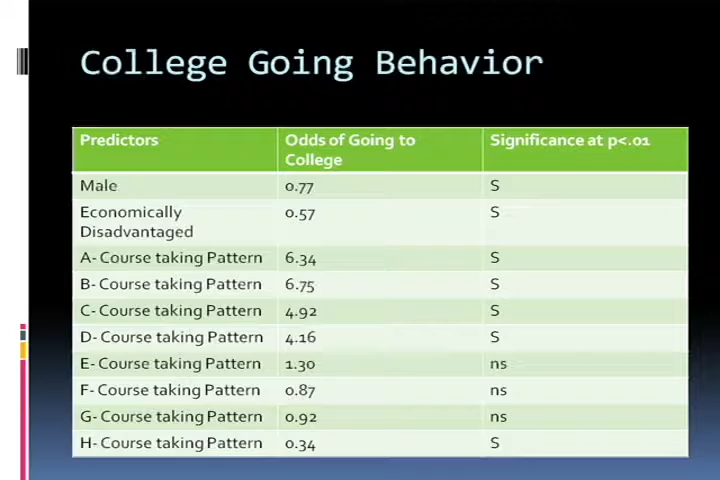 College Going Behavior
Predictors Odds of Going to College Significance at p<.01
Male 0.77 S
Economically Disadvantaged 0.57 S
A- Course taking Pattern 6.34 S
B- Course taking Pattern 6.75 S
C- Course taking Pattern 4.92 S
D- Course taking Pattern 4.16 S
E- Course taking Pattern 1.30 ns
F- Course taking Pattern 0.87 ns
G- Course taking Pattern 0.92 ns
H- Course taking Pattern 0.34 S